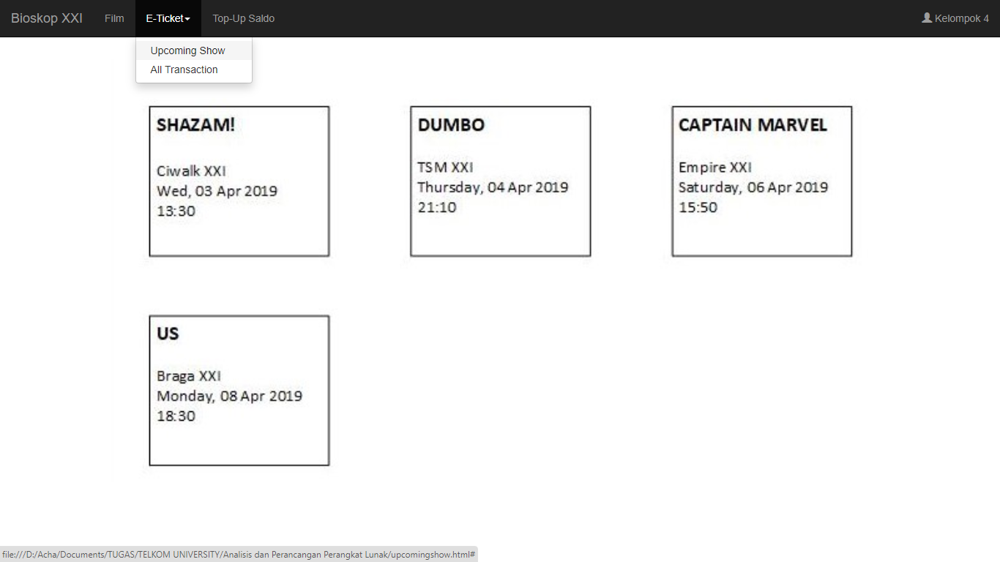 Bioskop XXI Film E-Ticket Top-Up Saldo Kelompok 4
Upcoming Show
All Transaction
SHAZAM!
Ciwalk XXI
Wed, 03 Apr 2019
13:30
DUMBO
TSM XXI
Thursday, 04 Apr 2019
21:10
CAPTAIN MARVEL
Empire XXI
Saturday, 06 Apr 2019
15:50
US
Braga XXI
Monday, 08 Apr 2019
18:30
file:///D:/Acha/Documents/TUGAS/TELKOM UNIVERSITY/Analisis dan Perancangan Perangkat Lunak/upcomingshow.html#